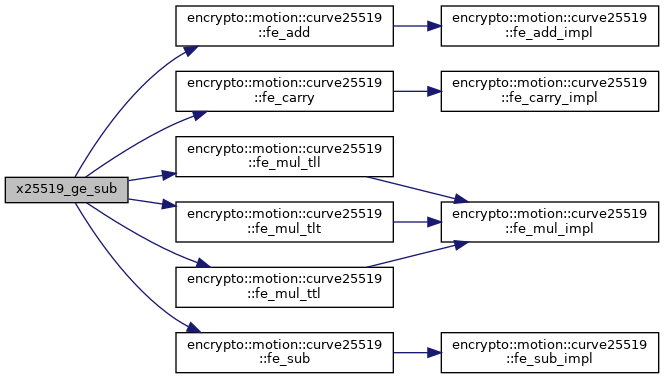 x25519_ge_sub
encrypto::motion::curve25519
::fe_add
encrypto::motion::curve25519
::fe_add_impl
encrypto::motion::curve25519
::fe_carry
encrypto::motion::curve25519
::fe_carry_impl
encrypto::motion::curve25519
::fe_mul_tll
encrypto::motion::curve25519
::fe_mul_tlt
encrypto::motion::curve25519
::fe_mul_impl
encrypto::motion::curve25519
::fe_mul_ttl
encrypto::motion::curve25519
::fe_sub
encrypto::motion::curve25519
::fe_sub_impl